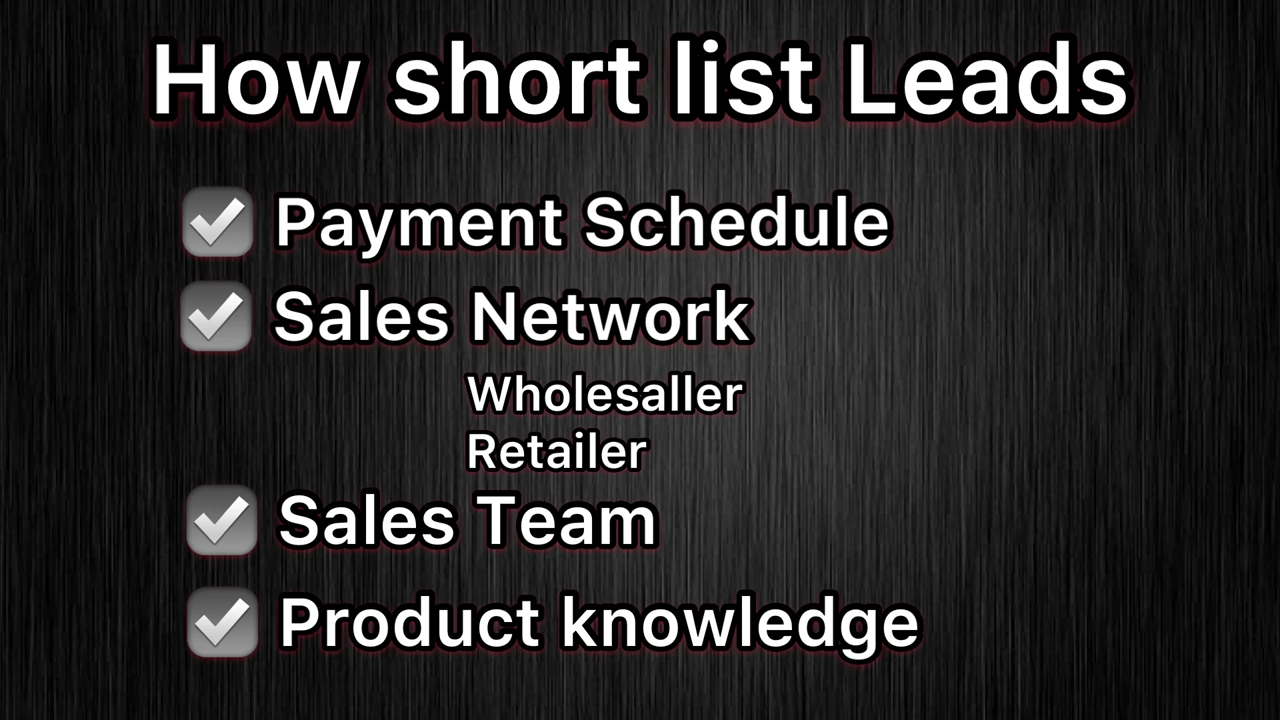 How short list Leads
Payment Schedule
Sales Network
Wholesaller
Retailer
Sales Team
Product knowledge